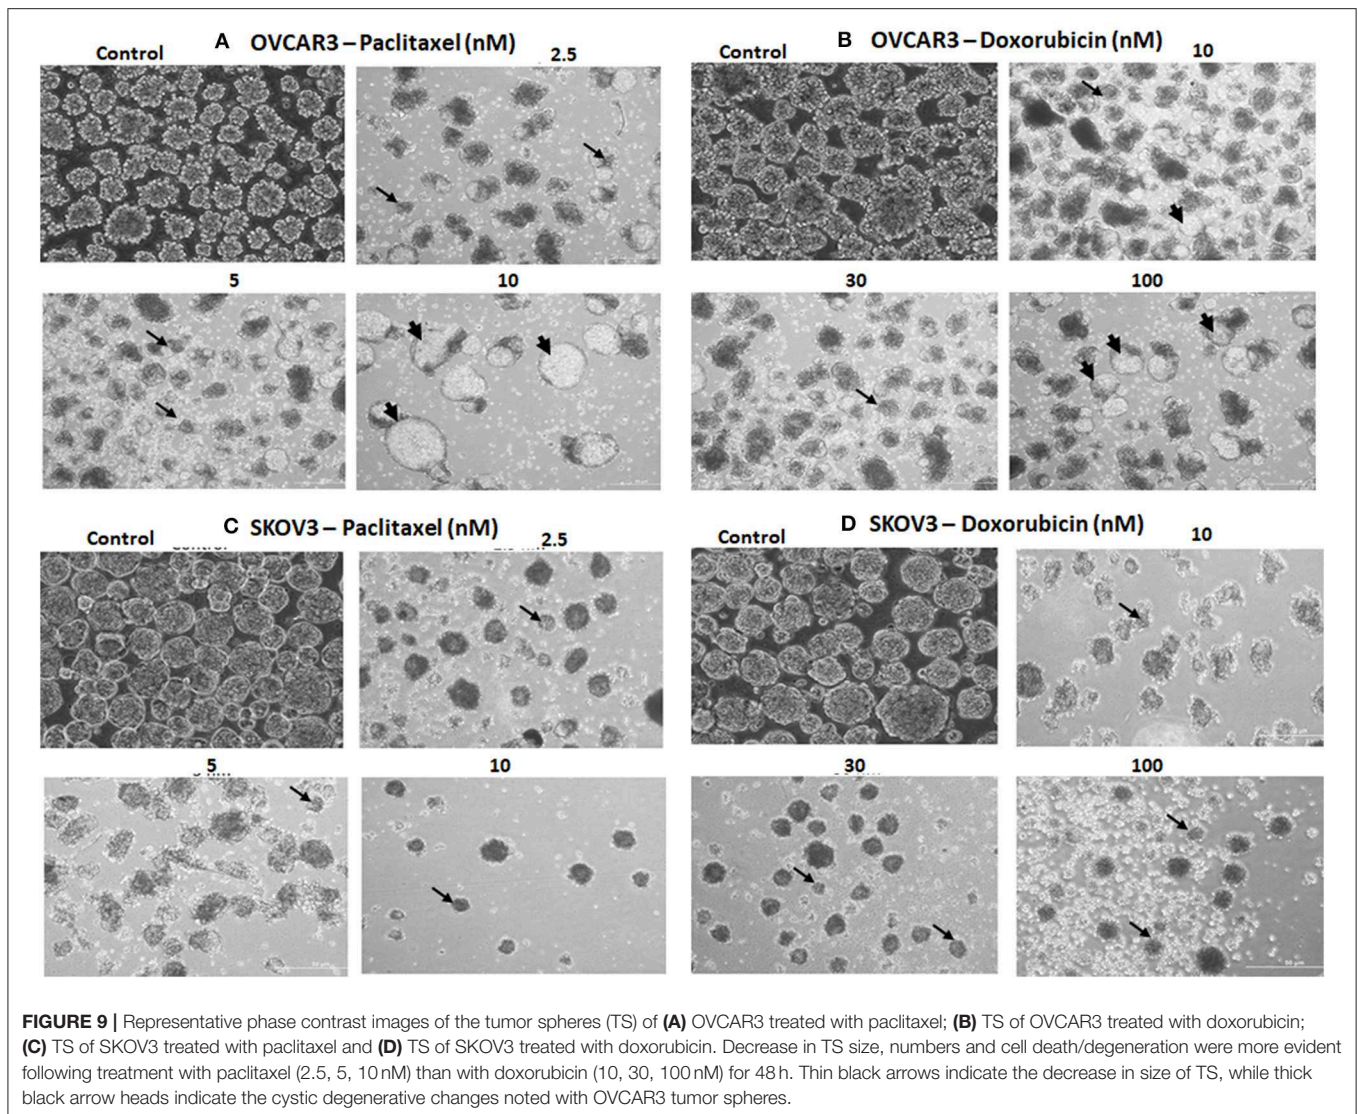 A OVCAR3 – Paclitaxel (nM)
Control
2.5
5
10
B OVCAR3 – Doxorubicin (nM)
Control
10
30
100
C SKOV3 – Paclitaxel (nM)
Control
2.5
5
10
D SKOV3 – Doxorubicin (nM)
Control
10
30
100
FIGURE 9 | Representative phase contrast images of the tumor spheres (TS) of (A) OVCAR3 treated with paclitaxel; (B) TS of OVCAR3 treated with doxorubicin;
(C) TS of SKOV3 treated with paclitaxel and (D) TS of SKOV3 treated with doxorubicin. Decrease in TS size, numbers and cell death/degeneration were more evident
following treatment with paclitaxel (2.5, 5, 10 nM) than with doxorubicin (10, 30, 100 nM) for 48 h. Thin black arrows indicate the decrease in size of TS, while thick
black arrow heads indicate the cystic degenerative changes noted with OVCAR3 tumor spheres.